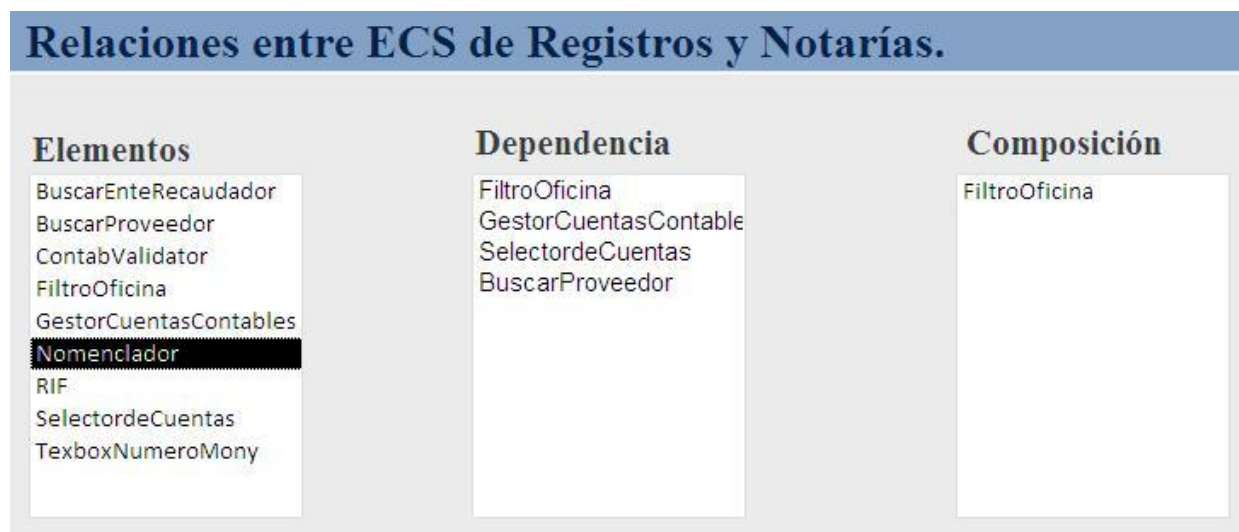 Relaciones entre ECS de Registros y Notarías.
Elementos
BuscarEnteRecaudador
BuscarProveedor
ContabValidator
FiltroOficina
GestorCuentasContables
Nomenclador
RIF
SelectordeCuentas
TexboxNumeroMony
Dependencia
FiltroOficina
GestorCuentasContable
SelectordeCuentas
BuscarProveedor
Composición
FiltroOficina